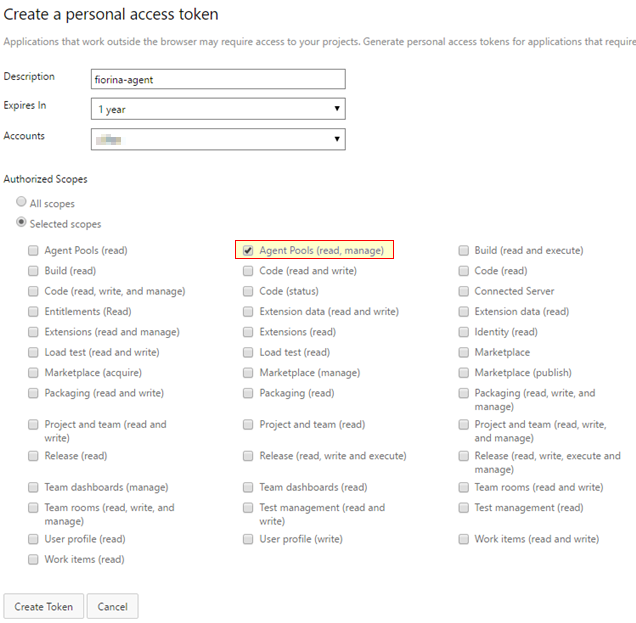 Create a personal access token
Applications that work outside the browser may require access to your projects. Generate personal access tokens for applications that require
Description
fiorina-agent
Expires In
1 year
Accounts
Authorized Scopes
All scopes
Selected scopes
Agent Pools (read)
Agent Pools (read, manage)
Build (read and execute)
Build (read)
Code (read and write)
Code (read)
Code (read, write, and manage)
Code (status)
Connected Server
Entitlements (Read)
Extension data (read and write)
Extension data (read)
Extensions (read and manage)
Extensions (read)
Identity (read)
Load test (read and write)
Load test (read)
Marketplace
Marketplace (acquire)
Marketplace (manage)
Marketplace (publish)
Packaging (read and write)
Packaging (read)
Packaging (read, write, and
manage)
Project and team (read and
write)
Project and team (read)
Project and team (read, write,
and manage)
Release (read)
Release (read, write and execute)
Release (read, write, execute and
manage)
Team dashboards (manage)
Team dashboards (read)
Team rooms (read and write)
Team rooms (read, write, and
manage)
Test management (read and
write)
Test management (read)
User profile (read)
User profile (write)
Work items (read and write)
Work items (read)
Create Token
Cancel